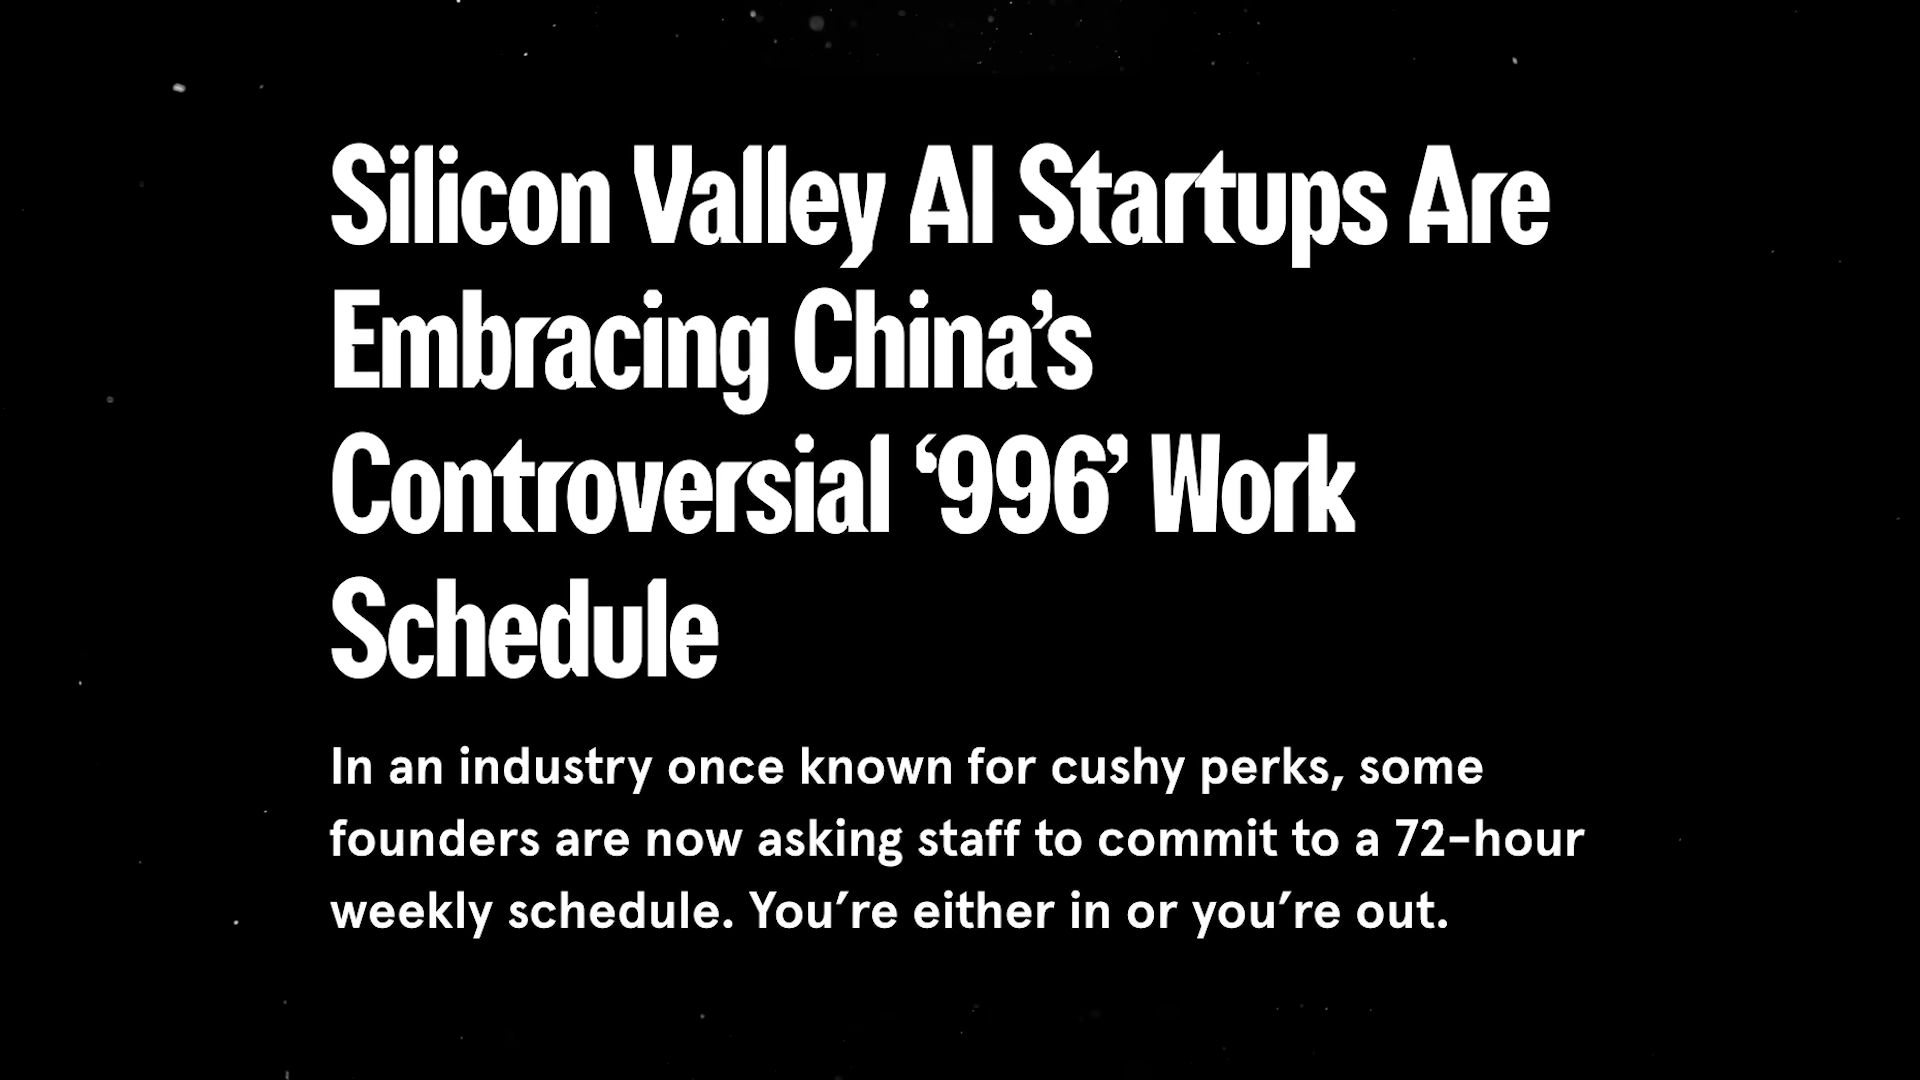 Silicon Valley AI Startups Are
Embracing China’s
Controversial ‘996’ Work
Schedule
In an industry once known for cushy perks, some
founders are now asking staff to commit to a 72-hour
weekly schedule. You’re either in or you’re out.